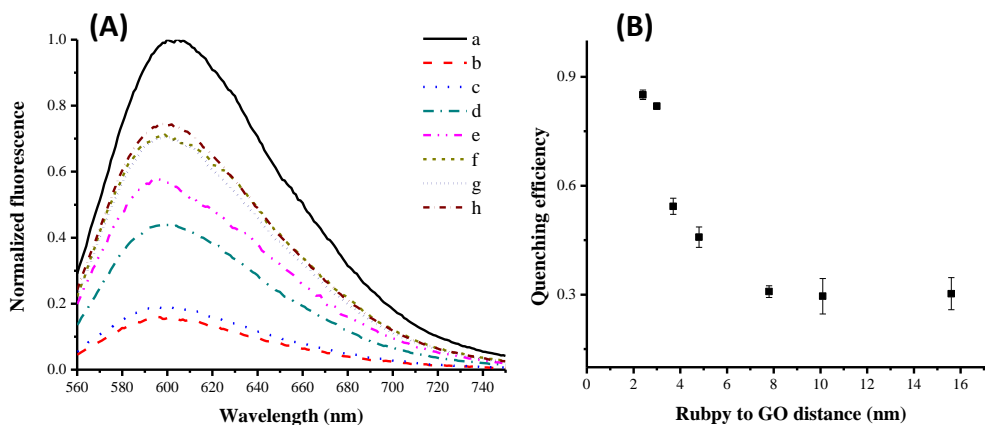 (A)
Normalized fluorescence
1.0
0.8
0.6
0.4
0.2
0.0
560 580 600 620 640 660 680 700 720 740
Wavelength (nm)
a
b
c
d
e
f
g
h
(B)
Quenching efficiency
0.9
0.6
0.3
0 2 4 6 8 10 12 14 16
Rubpy to GO distance (nm)